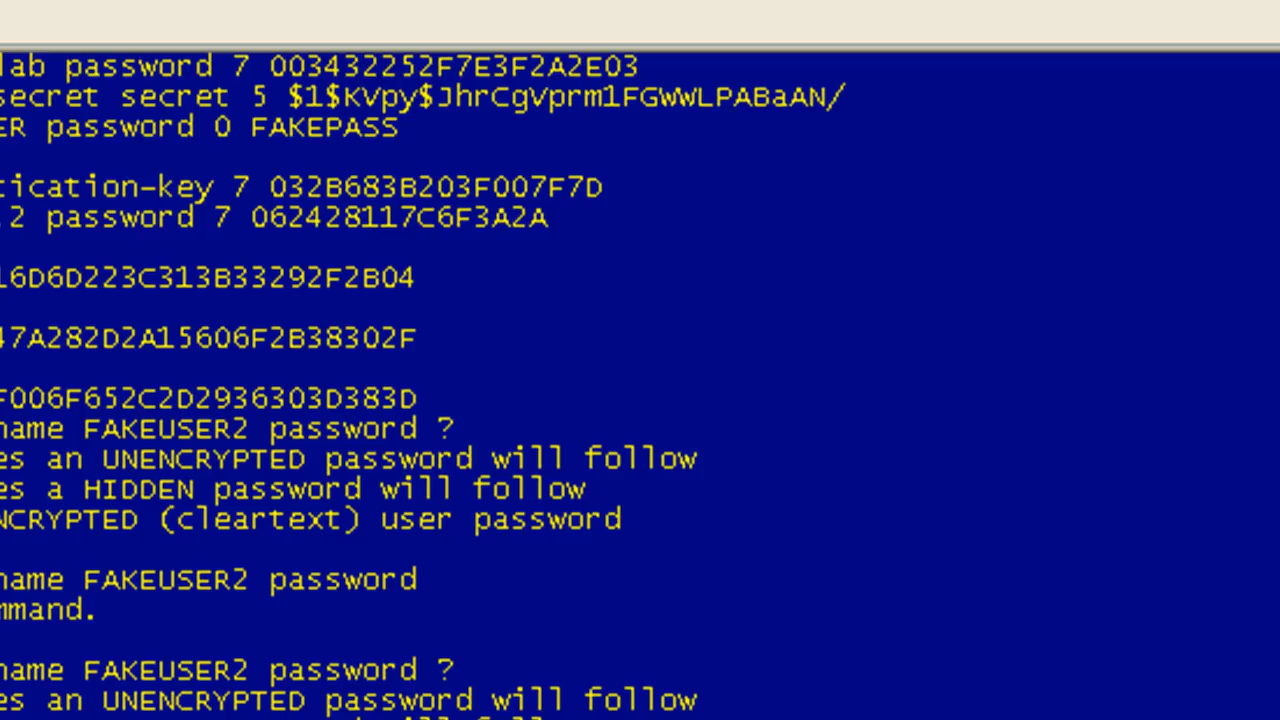 lab password 7 003432252F7E3F2A2E03
secret secret 5 $1$KVpy$JhrCgVprm1FGWWLPABaAN/
ER password 0 FAKEPASS
tication-key 7 032B683B203F007F7D
.2 password 7 062428117C6F3A2A
16D6D223C313B33292F2B04
47A282D2A15606F2B38302F
F006F652C2D2936303D383D
name FAKEUSER2 password ?
es an UNENCRYPTED password will follow
es a HIDDEN password will follow
NCRYPTED (cleartext) user password
name FAKEUSER2 password
mmand.
name FAKEUSER2 password ?
es an UNENCRYPTED password will follow